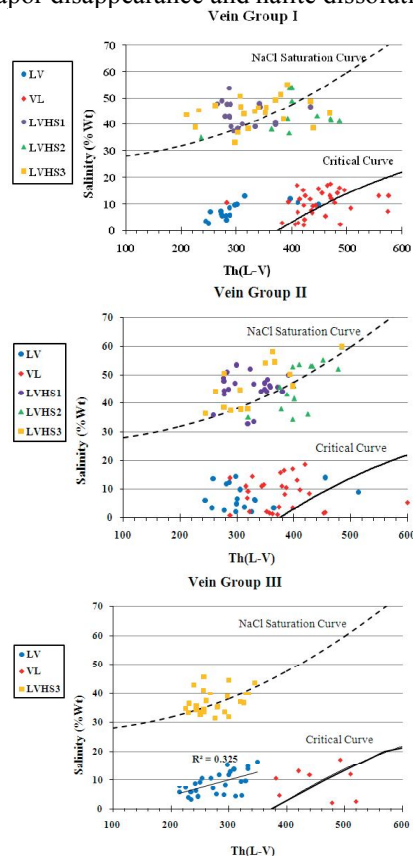 vapor disappearance and halite dissolution
Vein Group I
LV
VL
LVHS1
LVHS2
LVHS3
Salinity (%Wt)
70
60
50
40
30
20
10
0
NaCl Saturation Curve
Critical Curve
100 200 300 400 500 600
Th(L-V)
Vein Group II
LV
VL
LVHS1
LVHS2
LVHS3
Salinity (%Wt)
70
60
50
40
30
20
10
0
NaCl Saturation Curve
Critical Curve
100 200 300 400 500 600
Th(L-V)
Vein Group III
LV
VL
LVHS3
Salinity (%Wt)
70
60
50
40
30
20
10
0
NaCl Saturation Curve
Critical Curve
R² = 0.325
100 200 300 400 500 600
Th(L-V)